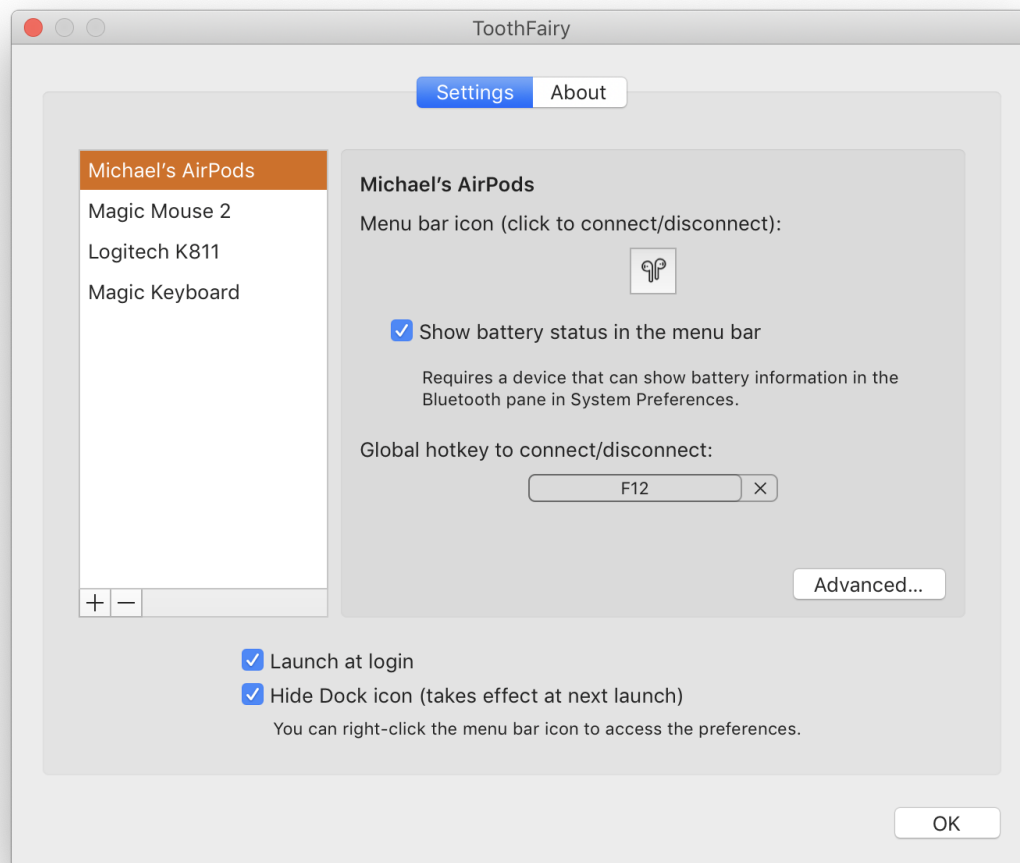 ToothFairy
Settings
About
Michael’s AirPods
Magic Mouse 2
Logitech K811
Magic Keyboard
Michael’s AirPods
Menu bar icon (click to connect/disconnect):
Show battery status in the menu bar
Requires a device that can show battery information in the
Bluetooth pane in System Preferences.
Global hotkey to connect/disconnect:
F12
Advanced...
Launch at login
Hide Dock icon (takes effect at next launch)
You can right-click the menu bar icon to access the preferences.
OK